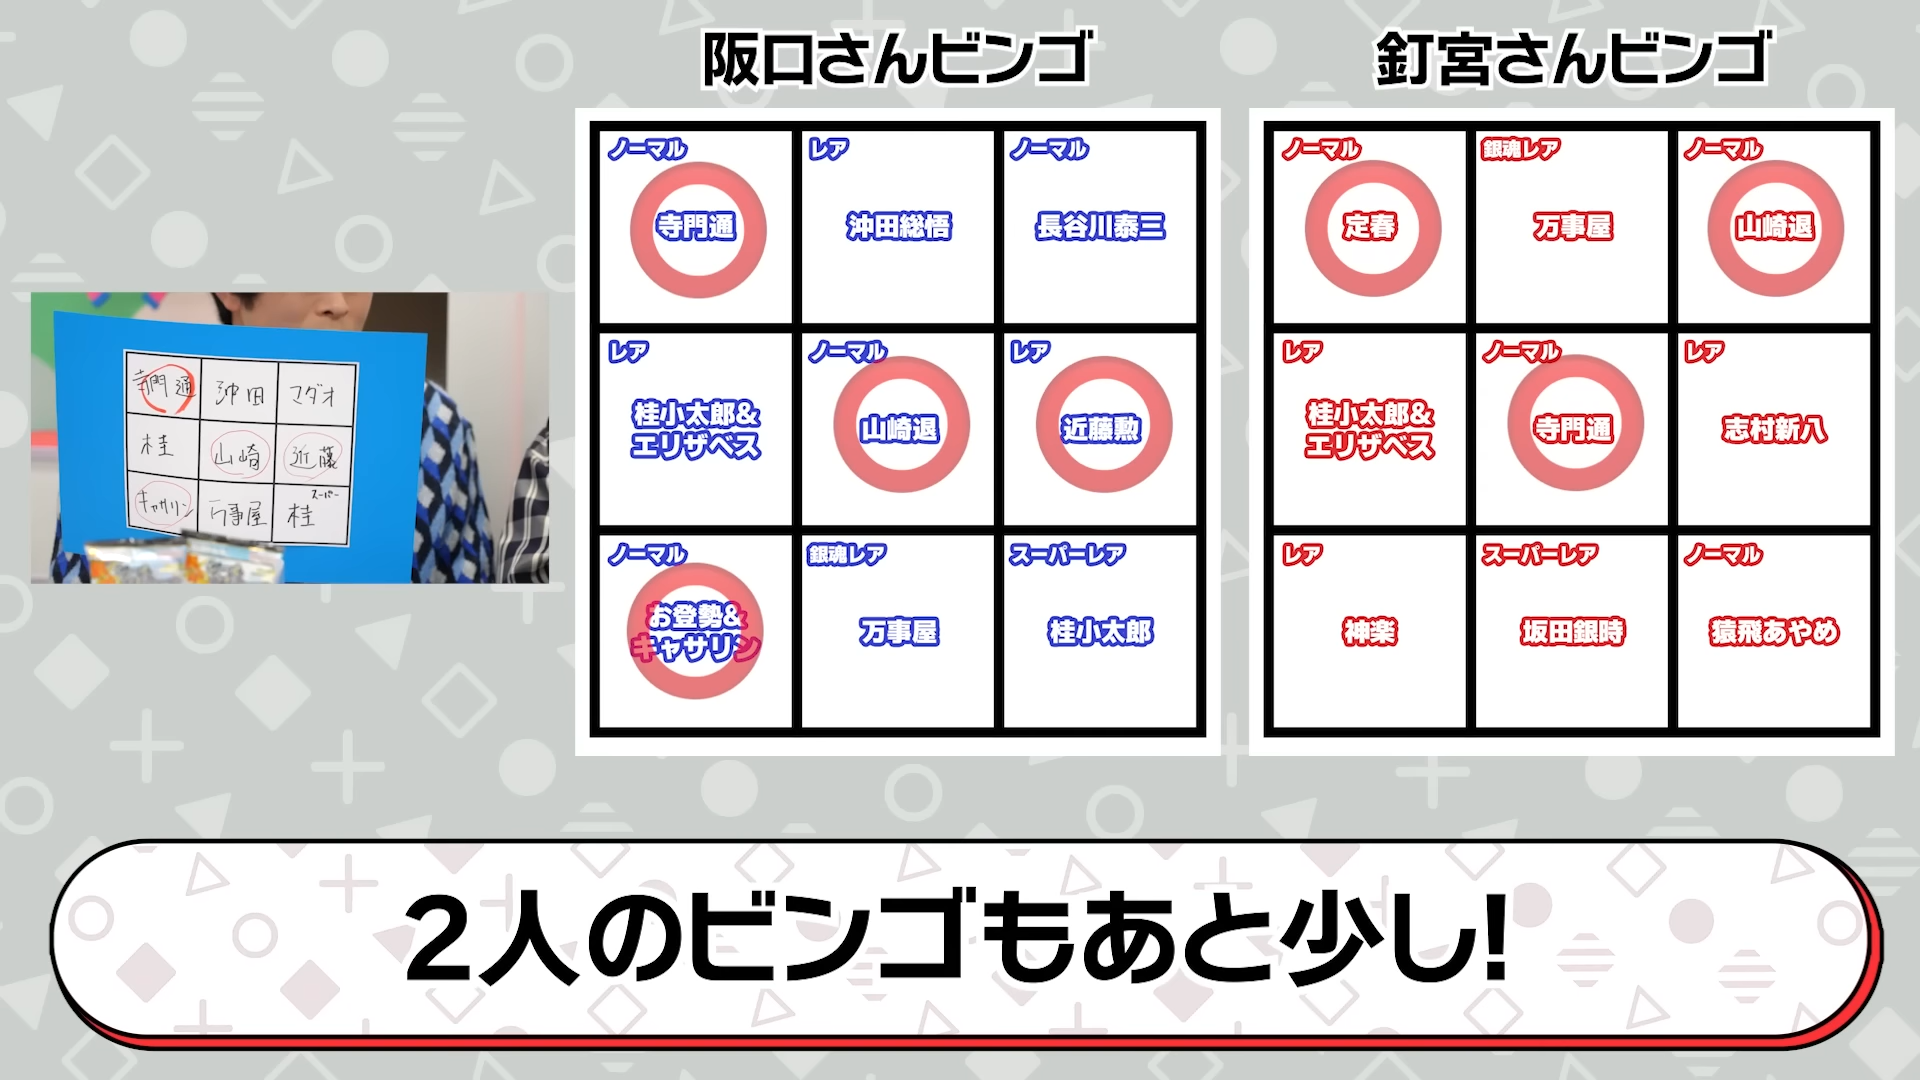 阪口さんビンゴ
ノーマル
寺門通
レア
沖田総悟
ノーマル
長谷川泰三
レア
桂小太郎&
エリザベス
ノーマル
山崎退
レア
近藤勲
ノーマル
お登勢&
キャサリン
銀魂レア
万事屋
スーパーレア
桂小太郎
釘宮さんビンゴ
ノーマル
定春
銀魂レア
万事屋
ノーマル
山崎退
レア
桂小太郎&
エリザベス
ノーマル
寺門通
レア
志村新八
レア
神楽
スーパーレア
坂田銀時
ノーマル
猿飛あやめ
寺門通
沖田
マダオ
桂
山崎
近藤
キャサリン
万事屋
スーパー
桂
2人のビンゴもあと少し!